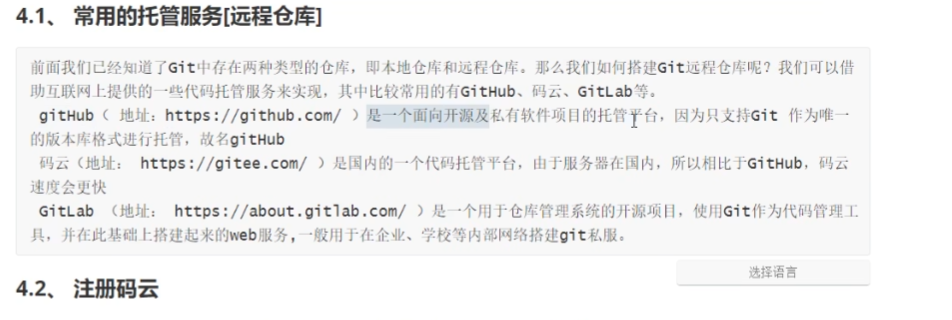 4.1、 常用的托管服务[远程仓库]
前面我们已经知道了Git中存在两种类型的仓库，即本地仓库和远程仓库。那么我们如何搭建Git远程仓库呢？我们可以借
助互联网上提供的一些代码托管服务来实现，其中比较常用的有GitHub、码云、GitLab等。
gitHub（ 地址：https://github.com/ ）是一个面向开源及私有软件项目的托管平台，因为只支持Git 作为唯一
的版本库格式进行托管，故名gitHub
码云（地址： https://gitee.com/ ）是国内的一个代码托管平台，由于服务器在国内，所以相比于GitHub，码云
速度会更快
GitLab （地址： https://about.gitlab.com/ ）是一个用于仓库管理系统的开源项目，使用Git作为代码管理工
具，并在此基础上搭建起来的web服务,一般用于在企业、学校等内部网络搭建git私服。
选择语言
4.2、 注册码云